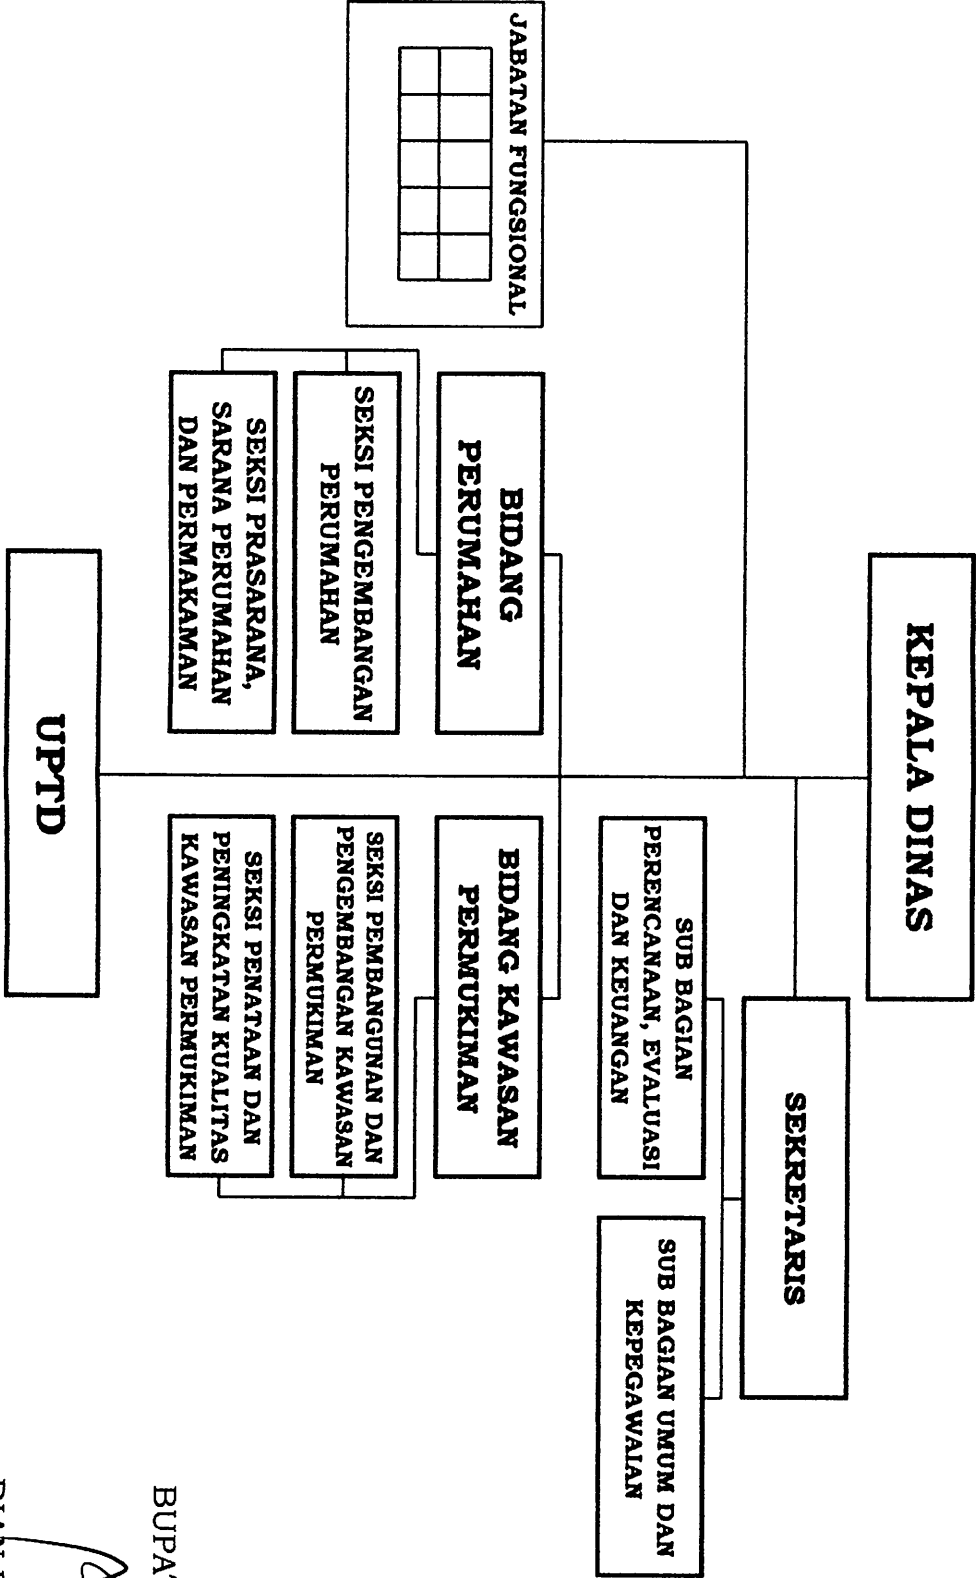 KEPALA DINAS
SEKRETARIS
SUB BAGIAN
PERENCANAAN, EVALUASI
DAN KEUANGAN
SUB BAGIAN UMUM DAN
KEPEGAWAIAN
JABATAN FUNGSIONAL
BIDANG
PERUMAHAN
SEKSI PENGEMBANGAN
PERUMAHAN
SEKSI PRASARANA,
SARANA PERUMAHAN
DAN PERMAKAMAN
BIDANG KAWASAN
PERMUKIMAN
SEKSI PEMBANGUNAN DAN
PENGEMBANGAN KAWASAN
PERMUKIMAN
SEKSI PENATAAN DAN
PENINGKATAN KUALITAS
KAWASAN PERMUKIMAN
UPTD